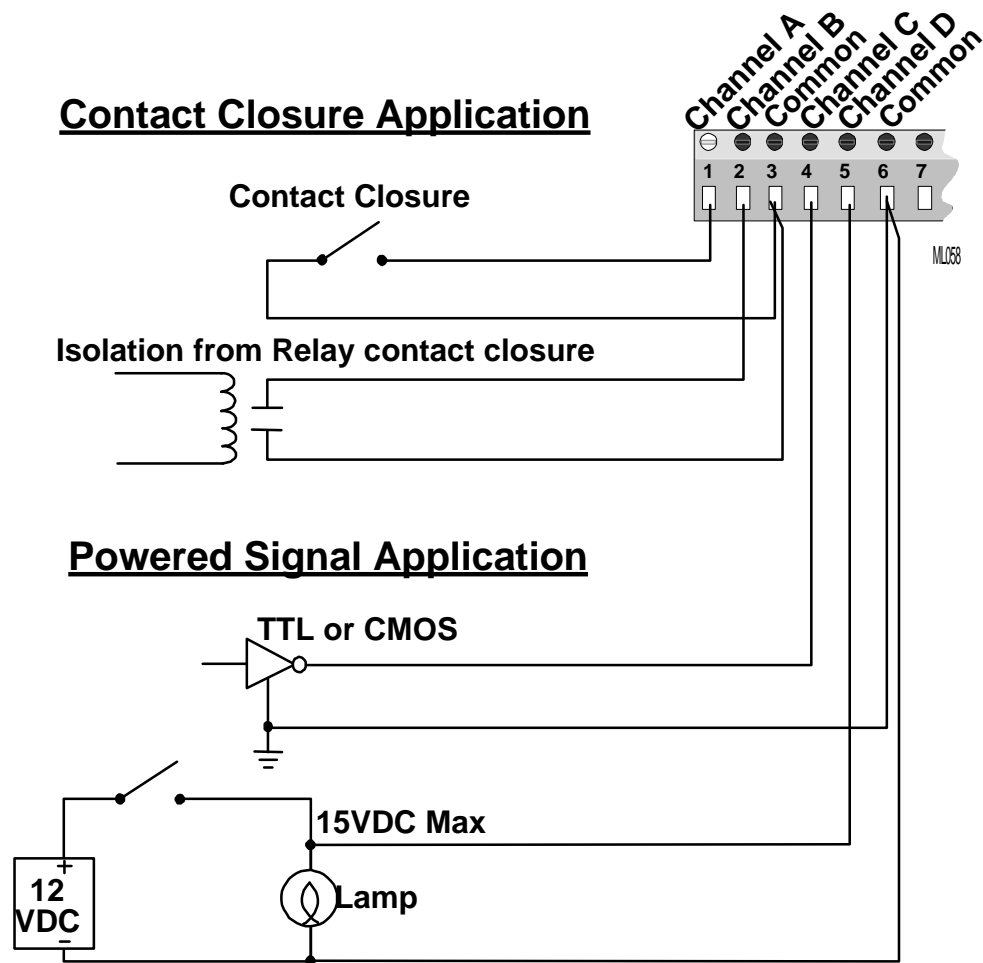 Channel A
Channel B
Common
Channel C
Channel D
Common
Contact Closure Application
1 2 3 4 5 6 7
Contact Closure
ML058
Isolation from Relay contact closure
Powered Signal Application
TTL or CMOS
15VDC Max
+
12
VDC
–
Lamp